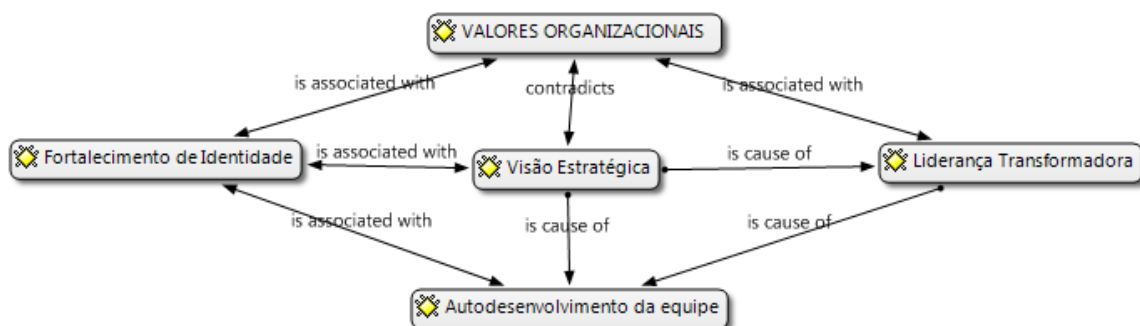 VALORES ORGANIZACIONAIS
is associated with
contradicts
is associated with
Fortalecimento de Identidade
is associated with
Visão Estratégica
is cause of
Liderança Transformadora
is associated with
is cause of
is cause of
Autodesenvolvimento da equipe